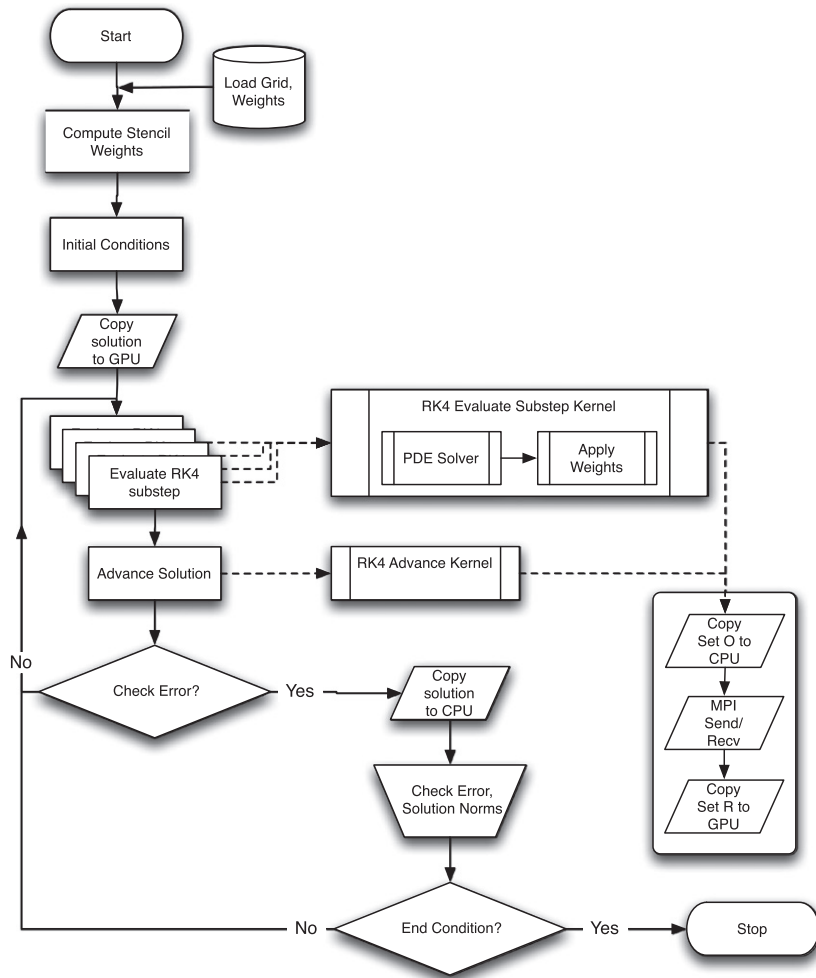 Start
Load Grid,
Weights
Compute Stencil
Weights
Initial Conditions
Copy
solution
to GPU
Evaluate RK4
substep
RK4 Evaluate Substep Kernel
PDE Solver
Apply
Weights
Advance Solution
RK4 Advance Kernel
Copy
Set O to
CPU
MPI
Send/
Recv
Copy
Set R to
GPU
No
Check Error?
Yes
Copy
solution
to CPU
Check Error,
Solution Norms
No
End Condition?
Yes
Stop